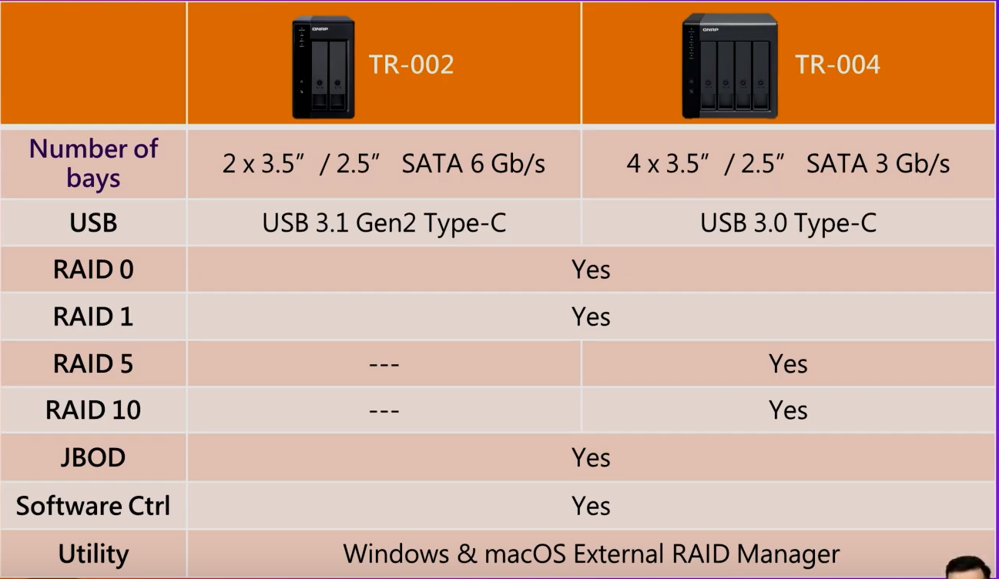 QNAP
TR-002
QNAP
TR-004
Number of
bays
2 x 3.5” / 2.5” SATA 6 Gb/s
4 x 3.5” / 2.5” SATA 3 Gb/s
USB
USB 3.1 Gen2 Type-C
USB 3.0 Type-C
RAID 0
Yes
RAID 1
Yes
RAID 5
---
Yes
RAID 10
---
Yes
JBOD
Yes
Software Ctrl
Yes
Utility
Windows & macOS External RAID Manager